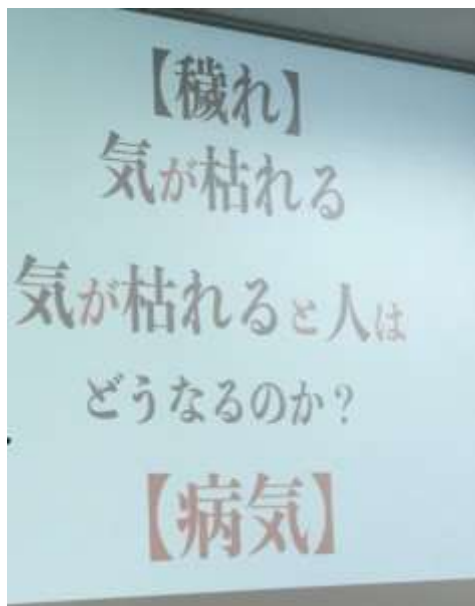 【穢れ】
気が枯れる
気が枯れると人は
どうなるのか?
【病気】